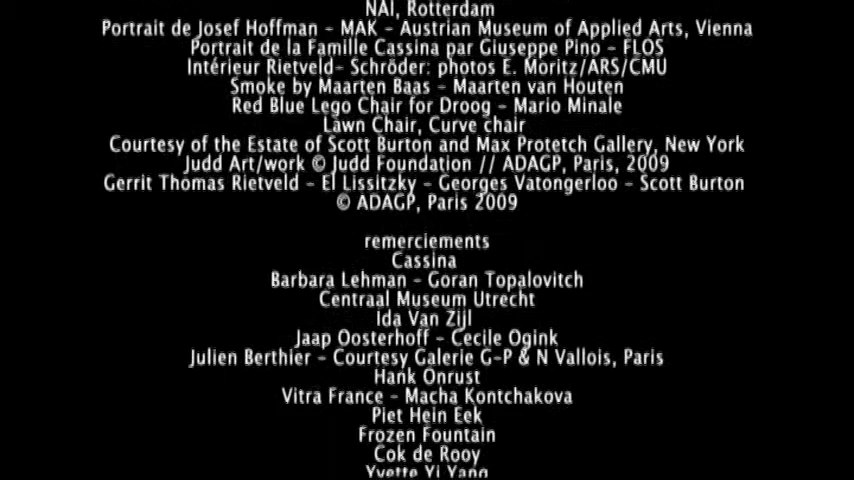 NAI, Rotterdam
Portrait de Josef Hoffman - MAK - Austrian Museum of Applied Arts, Vienna
Portrait de la Famille Cassina par Giuseppe Pino - FLOS
Intérieur Rietveld- Schröder: photos E. Moritz/ARS/CMU
Smoke by Maarten Baas - Maarten van Houten
Red Blue Lego Chair for Droog - Mario Minale
Lawn Chair, Curve chair
Courtesy of the Estate of Scott Burton and Max Protetch Gallery, New York
Judd Art/work © Judd Foundation // ADAGP, Paris, 2009
Gerrit Thomas Rietveld - El Lissitzky - Georges Vatongerloo - Scott Burton
© ADAGP, Paris 2009
remerciements
Cassina
Barbara Lehman - Goran Topalovitch
Centraal Museum Utrecht
Ida Van Zijl
Jaap Oosterhoff - Cecile Ogink
Julien Berthier - Courtesy Galerie G-P & N Vallois, Paris
Hank Onrust
Vitra France - Macha Kontchakova
Piet Hein Eek
Frozen Fountain
Cok de Rooy
Yvette Yi Yang